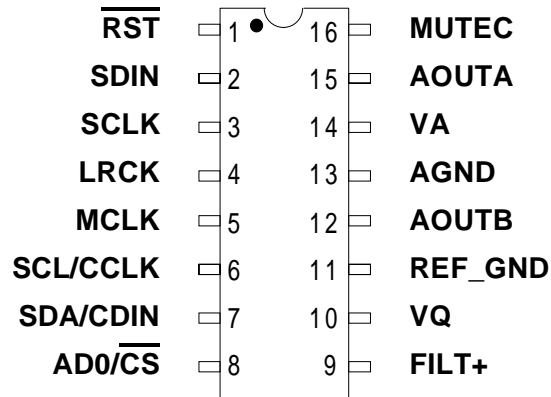 RST 1 16 MUTEC
SDIN 2 15 AOUTA
SCLK 3 14 VA
LRCK 4 13 AGND
MCLK 5 12 AOUTB
SCL/CCLK 6 11 REF_GND
SDA/CDIN 7 10 VQ
AD0/CS 8 9 FILT+